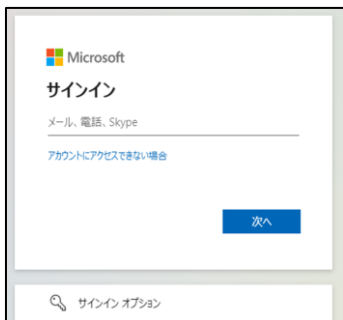 Microsoft
サインイン
メール、電話、Skype
アカウントにアクセスできない場合
次へ
サインイン オプション